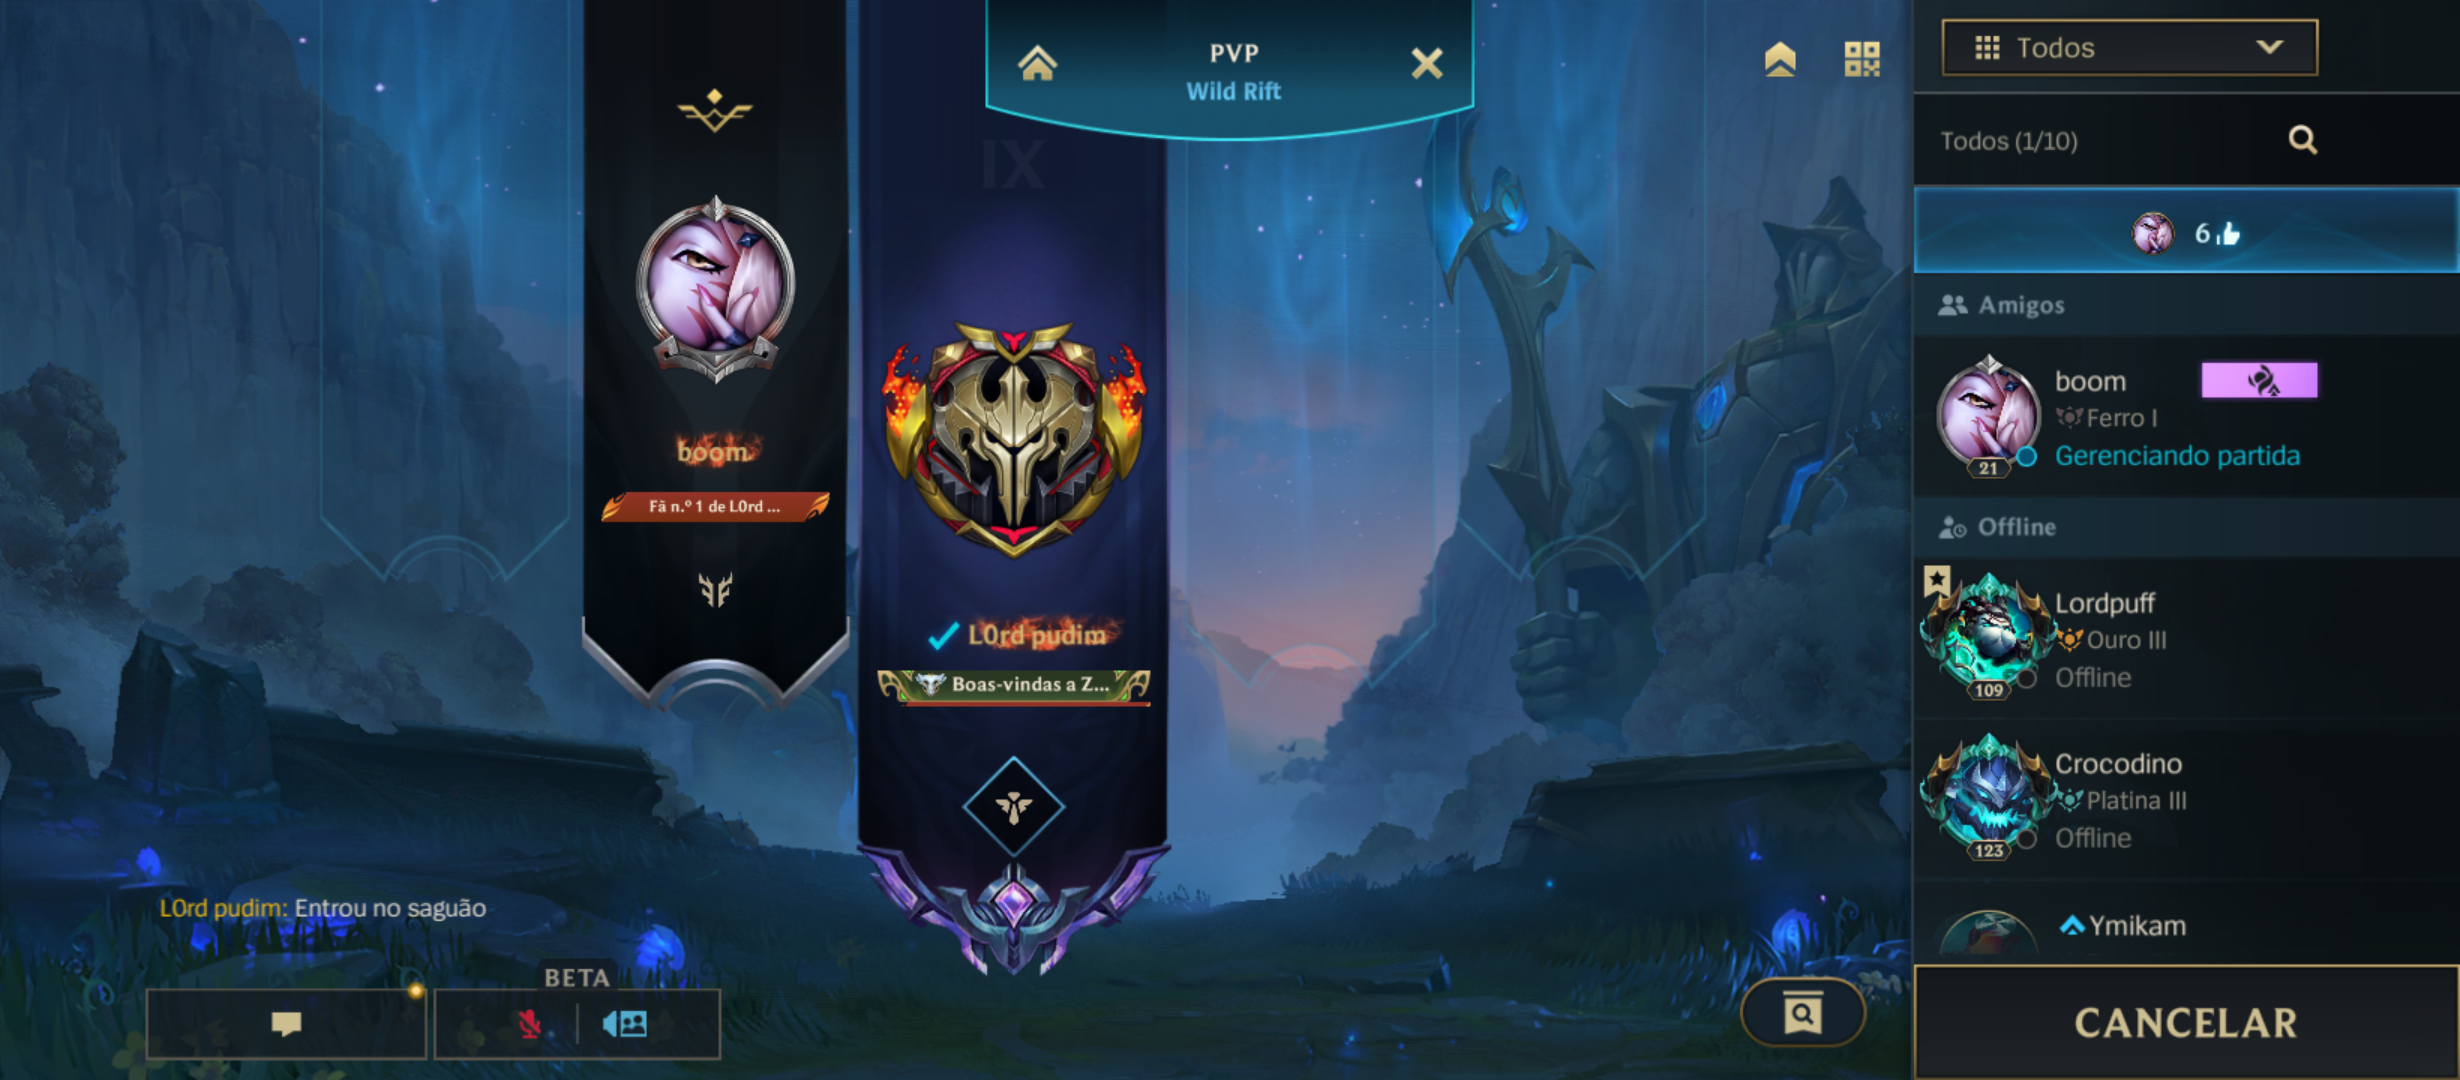 PVP
Wild Rift
IX
boom
Fã n.º 1 de L0rd ...
L0rd pudim
Boas-vindas a Z...
L0rd pudim: Entrou no saguão
BETA
Todos
Todos (1/10)
6
Amigos
boom
Ferro I
Gerenciando partida
21
Offline
Lordpuff
Ouro III
Offline
109
Crocodino
Platina III
Offline
123
Ymikam
CANCELAR